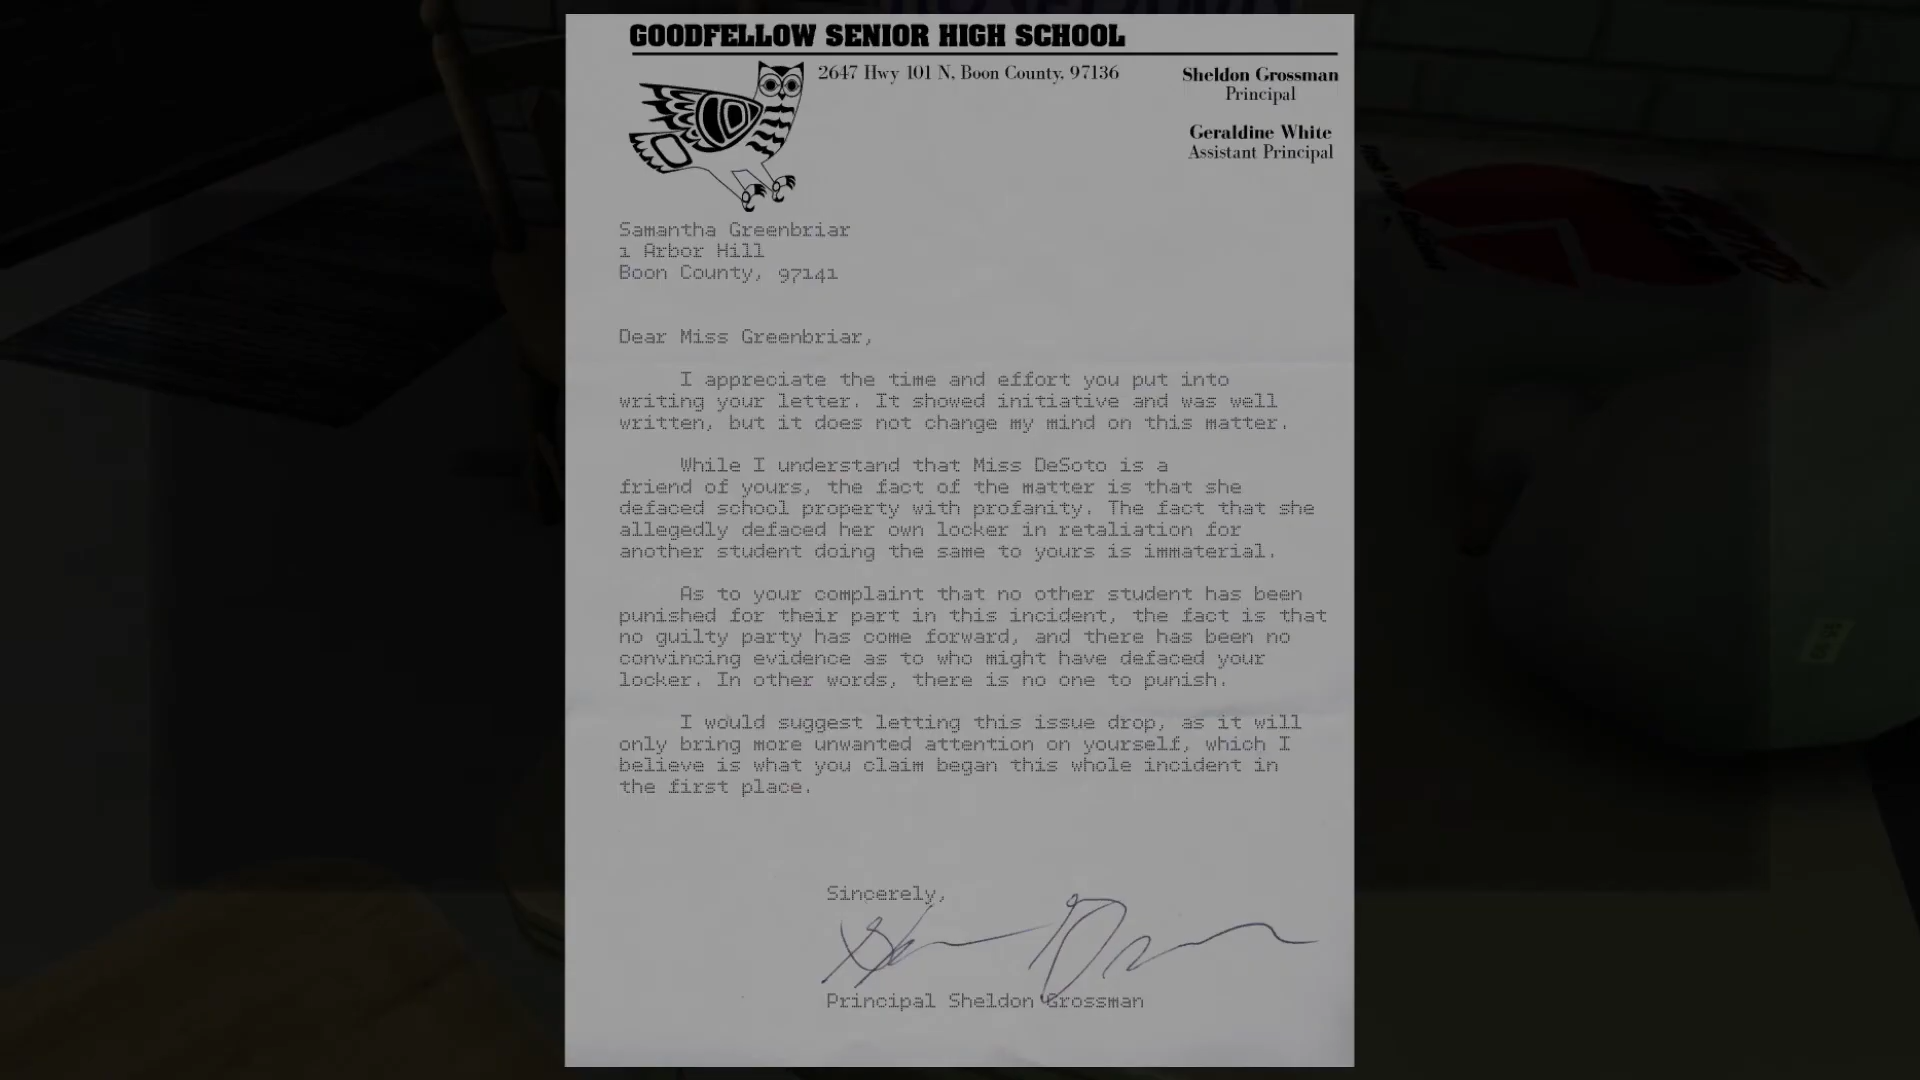 GOODFELLOW SENIOR HIGH SCHOOL
2647 Hwy 101 N, Boon County, 97136
Sheldon Grossman
Principal
Geraldine White
Assistant Principal
Samantha Greenbriar
1 Arbor Hill
Boon County, 97141
Dear Miss Greenbriar,
I appreciate the time and effort you put into
writing your letter. It showed initiative and was well
written, but it does not change my mind on this matter.
While I understand that Miss DeSoto is a
friend of yours, the fact of the matter is that she
defaced school property with profanity. The fact that she
allegedly defaced her own locker in retaliation for
another student doing the same to yours is immaterial.
As to your complaint that no other student has been
punished for their part in this incident, the fact is that
no guilty party has come forward, and there has been no
convincing evidence as to who might have defaced your
locker. In other words, there is no one to punish.
I would suggest letting this issue drop, as it will
only bring more unwanted attention on yourself, which I
believe is what you claim began this whole incident in
the first place.
Sincerely,
Principal Sheldon Grossman